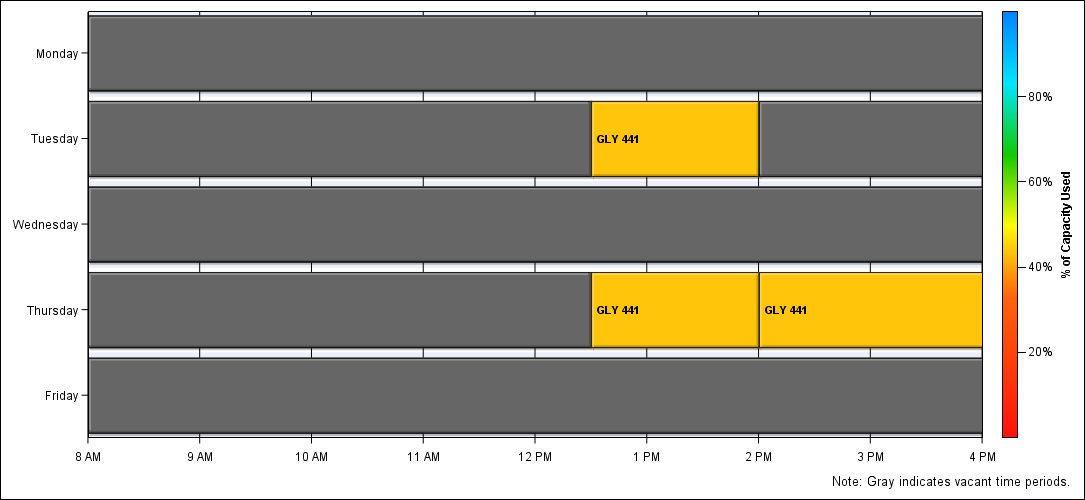 Monday
Tuesday
GLY 441
Wednesday
Thursday
GLY 441
GLY 441
Friday
8 AM
9 AM
10 AM
11 AM
12 PM
1 PM
2 PM
3 PM
4 PM
80%
60%
40%
20%
% of Capacity Used
Note: Gray indicates vacant time periods.